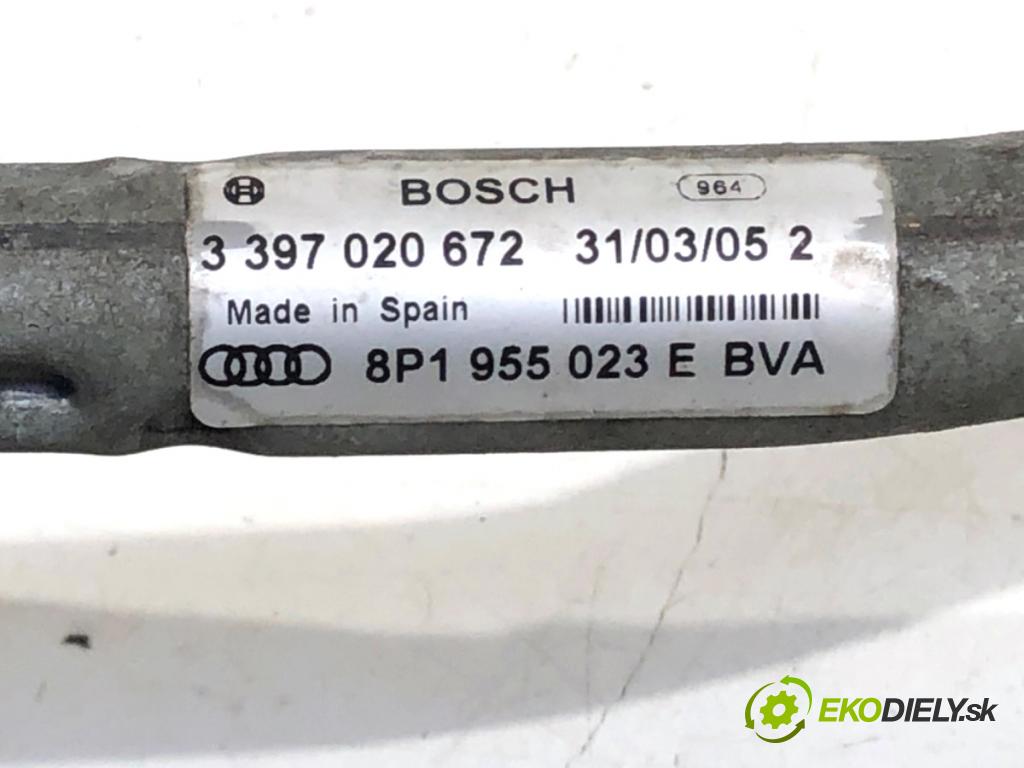 BOSCH 964
3 397 020 672 31/03/05 2
Made in Spain
8P1 955 023 E BVA
EKODIELY.sk